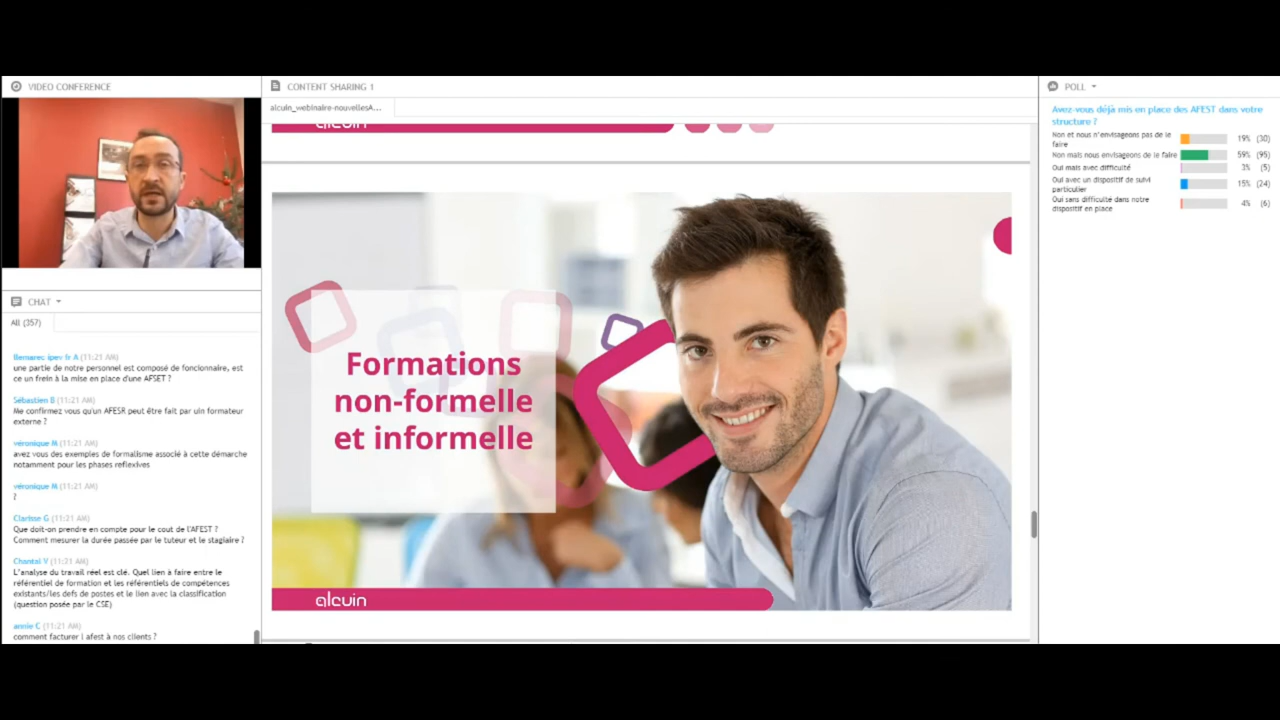 VIDEO CONFERENCE
CHAT
All (357)
Bernarec ipev fr A (11:21 AM)
une partie de notre personnel est composé de foncionnaire, est
ce un frein à la mise en place d'une AFSET ?
Sébastien B (11:21 AM)
Me confirmez vous qu'un AFESR peut être fait par uln formateur
externe ?
véronique M (11:21 AM)
avez vous des exemples de formalisme associé à cette démarche
notamment pour les phases reflexives
véronique M (11:21 AM)
?
Clarisse G (11:21 AM)
Que doit-on prendre en compte pour le cout de l'AFEST ?
Comment mesurer la durée passée par le tuteur et le stagiaire ?
Chantal Y (11:21 AM)
L'analyse du travail réel est clé. Quel lien à faire entre le
référentiel de formation et les référentiels de compétences
existants/les defs de postes et le lien avec la classification
(question posée par le CSE)
annie C (11:21 AM)
comment facturer l afest à nos clients ?
CONTENT SHARING 1
alcuin_webinaire-nouvellesA...
alcuin
Formations
non-formelle
et informelle
alcuin
POLL
Avez-vous déjà mis en place des AFEST dans votre
structure ?
Non et nous n'envisageons pas de le
faire
19% (30)
Non mais nous envisageons de le faire
59% (95)
Oui mais avec difficulté
3% (5)
Oui avec un dispositif de suivi
particulier
15% (24)
Oui sans difficulté dans notre
dispositif en place
4% (6)